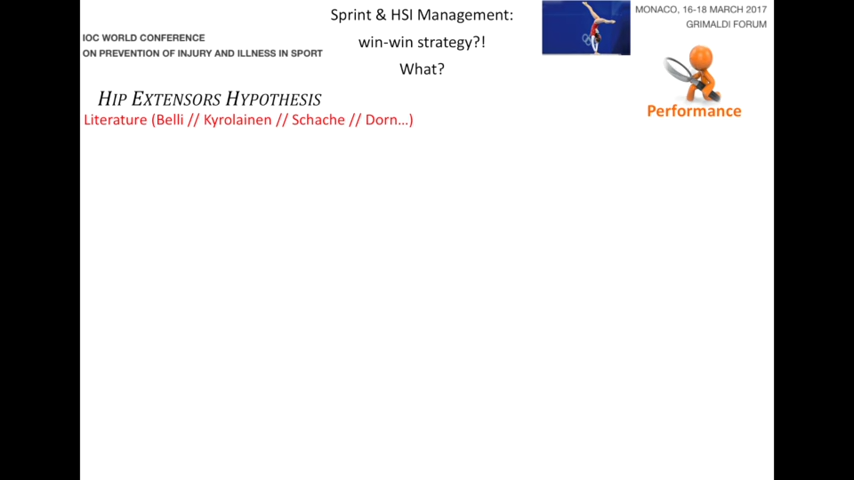 IOC WORLD CONFERENCE
ON PREVENTION OF INJURY AND ILLNESS IN SPORT
Sprint & HSI Management:
win-win strategy?!
What?
MONACO, 16-18 MARCH 2017
GRIMALDI FORUM
Performance
HIP EXTENSORS HYPOTHESIS
Literature (Belli // Kyrolainen // Schache // Dorn...)